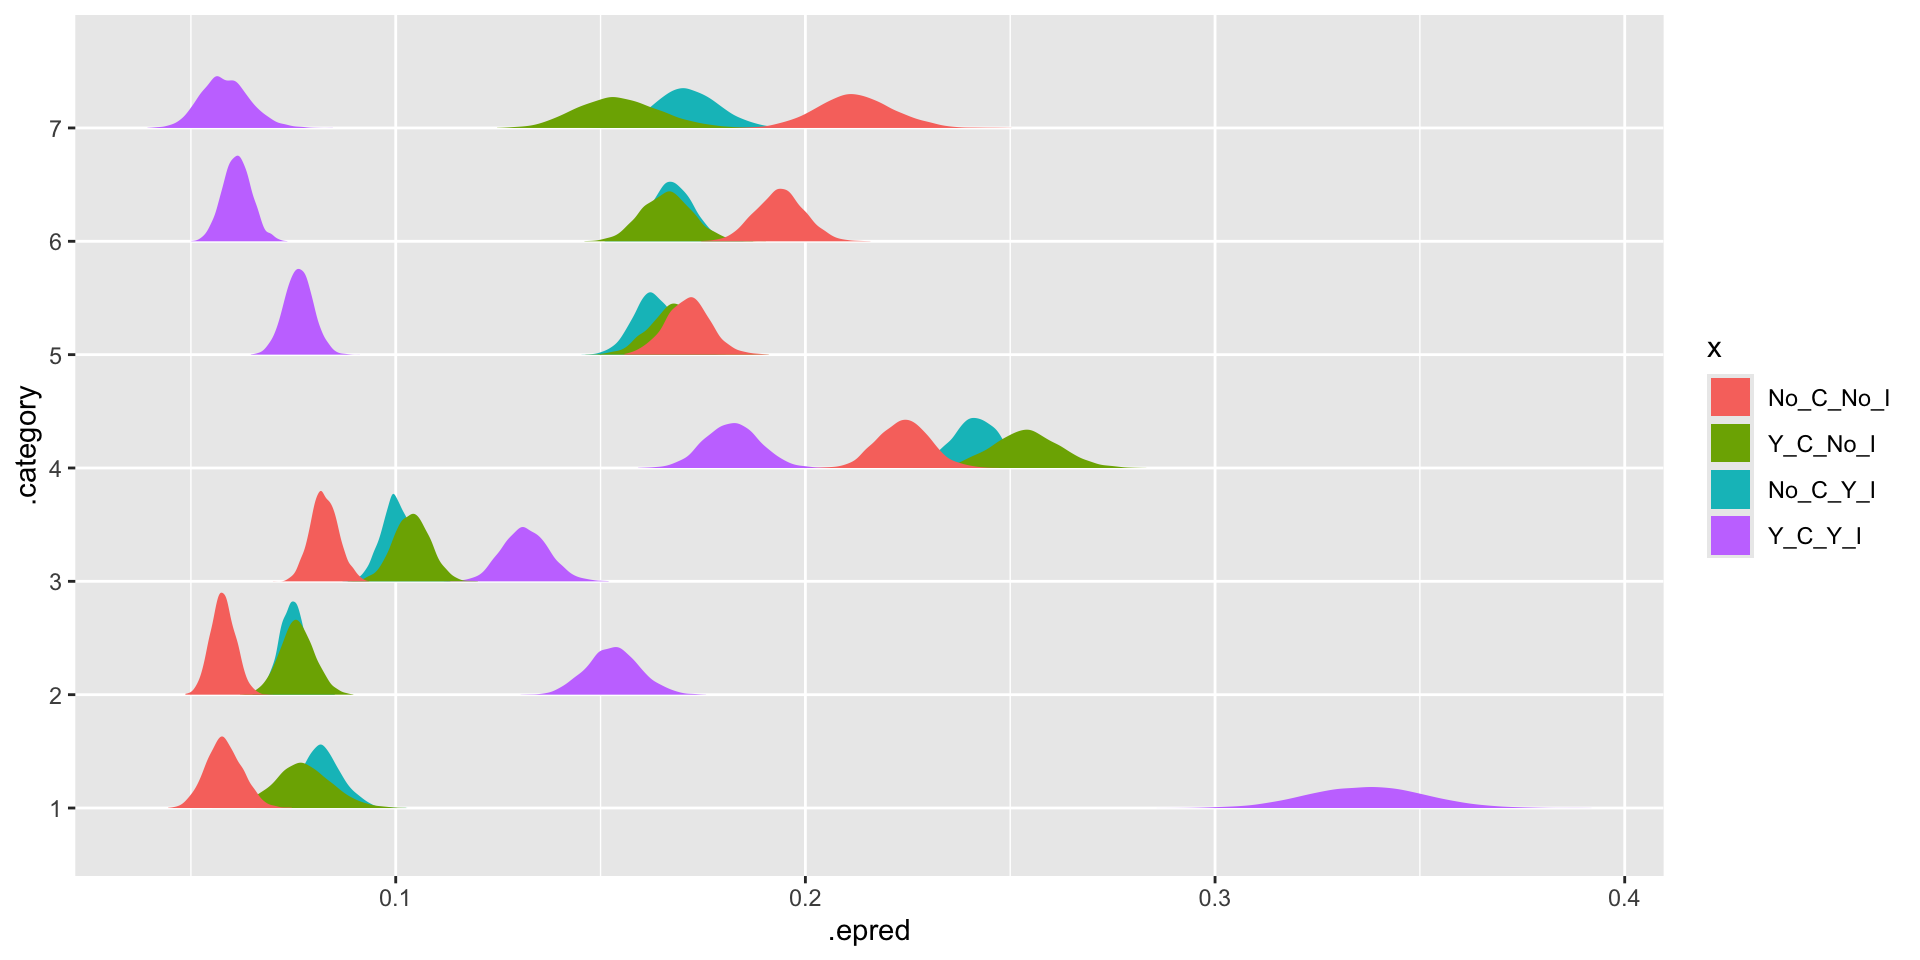 7
6
5
4
3
2
1
.category
0.1
0.2
0.3
0.4
.epred
x
No_C_No_I
Y_C_No_I
No_C_Y_I
Y_C_Y_I